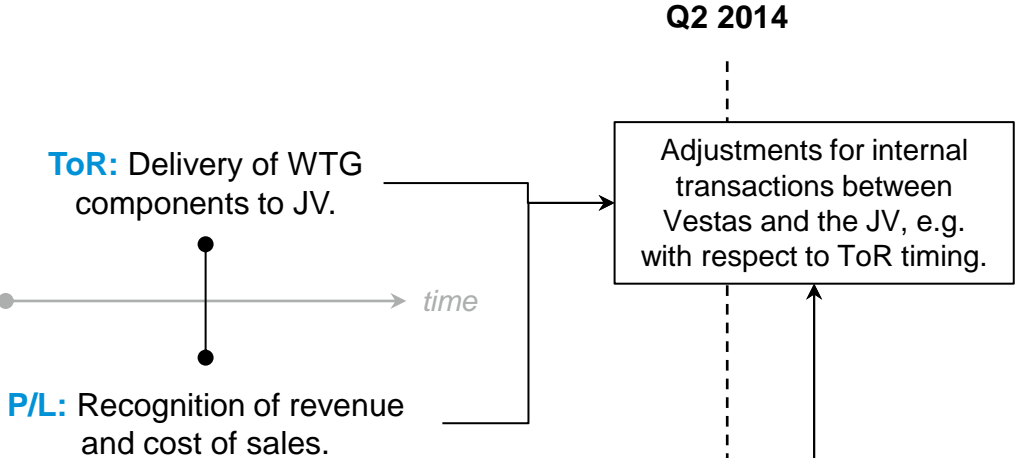 Q2 2014
ToR: Delivery of WTG
components to JV.
Adjustments for internal
transactions between
Vestas and the JV, e.g.
with respect to ToR timing.
time
P/L: Recognition of revenue
and cost of sales.